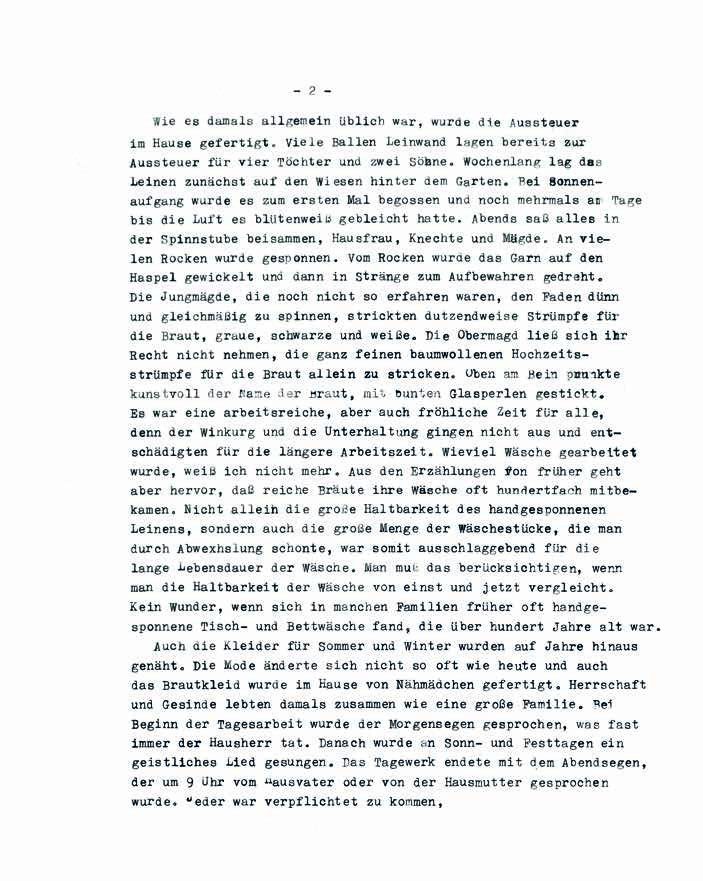 - 2 -
Wie es damals allgemein üblich war, wurde die Aussteuer
im Hause gefertigt. Viele Ballen Leinwand lagen bereits zur
Aussteuer für vier Töchter und zwei Söhne. Wochenlang lag das
Leinen zunächst auf den Wiesen hinter dem Garten. Bei Sonnen-
aufgang wurde es zum ersten Mal begossen und noch mehrmals am Tage
bis die Luft es blütenweiß gebleicht hatte. Abends saß alles in
der Spinnstube beisammen, Hausfrau, Knechte und Mägde. An vie-
len Rocken wurde gesponnen. Vom Rocken wurde das Garn auf den
Haspel gewickelt und dann in Stränge zum Aufbewahren gedreht.
Die Jungmägde, die noch nicht so erfahren waren, den Faden dünn
und gleichmäßig zu spinnen, strickten dutzendweise Strümpfe für
die Braut, graue, schwarze und weiße. Die Obermagd ließ sich ihr
Recht nicht nehmen, die ganz feinen baumwollenen Hochzeits-
strümpfe für die Braut allein zu stricken. Oben am Bein prunkte
kunstvoll der Name der Braut, mit bunten Glasperlen gestickt.
Es war eine arbeitsreiche, aber auch fröhliche Zeit für alle,
denn der Winkurg und die Unterhaltung gingen nicht aus und ent-
schädigten für die längere Arbeitszeit. Wieviel Wäsche gearbeitet
wurde, weiß ich nicht mehr. Aus den Erzählungen von früher geht
aber hervor, daß reiche Bräute ihre Wäsche oft hundertfach mitbe-
kamen. Nicht allein die große Haltbarkeit des handgesponnenen
Leinens, sondern auch die große Menge der Wäschestücke, die man
durch Abwexhslung schonte, war somit ausschlaggebend für die
lange Lebensdauer der Wäsche. Man muß das berücksichtigen, wenn
man die Haltbarkeit der Wäsche von einst und jetzt vergleicht.
Kein Wunder, wenn sich in manchen Familien früher oft handge-
sponnene Tisch- und Bettwäsche fand, die über hundert Jahre alt war.
Auch die Kleider für Sommer und Winter wurden auf Jahre hinaus
genäht. Die Mode änderte sich nicht so oft wie heute und auch
das Brautkleid wurde im Hause von Nähmädchen gefertigt. Herrschaft
und Gesinde lebten damals zusammen wie eine große Familie. Bei
Beginn der Tagesarbeit wurde der Morgensegen gesprochen, was fast
immer der Hausherr tat. Danach wurde an Sonn- und Festtagen ein
geistliches Lied gesungen. Das Tagewerk endete mit dem Abendsegen,
der um 9 Uhr vom Hausvater oder von der Hausmutter gesprochen
wurde. Jeder war verpflichtet zu kommen,